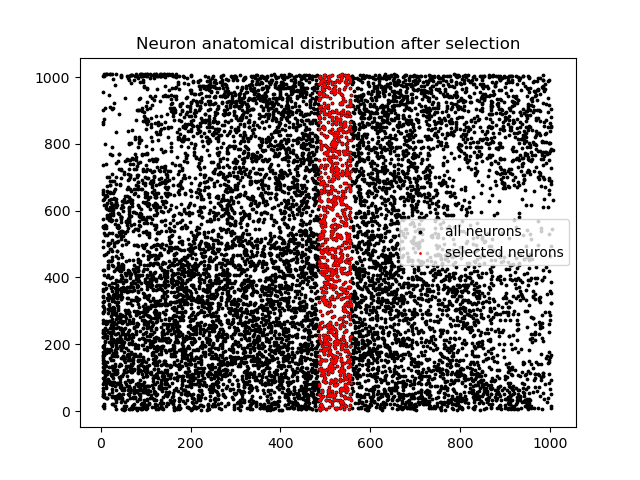 Neuron anatomical distribution after selection
1000
800
600
400
200
0
all neurons
selected neurons
0 200 400 600 800 1000